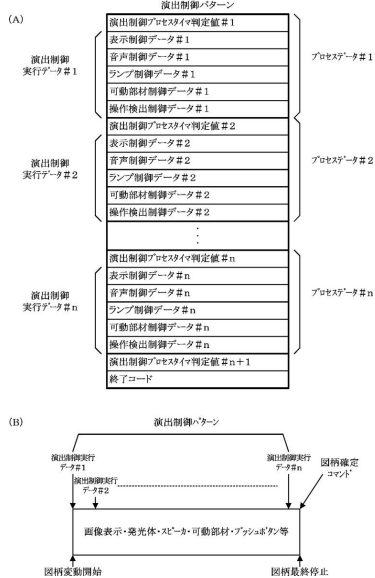 演出制御パターン
(A)
演出制御プロセスタイマ判定値#1
表示制御データ#1
音声制御データ#1
ランプ制御データ#1
可動部材制御データ#1
操作検出制御データ#1
演出制御
実行データ#1
プロセスデータ#1
演出制御プロセスタイマ判定値#2
表示制御データ#2
音声制御データ#2
ランプ制御データ#2
可動部材制御データ#2
操作検出制御データ#2
演出制御
実行データ#2
プロセスデータ#2
演出制御プロセスタイマ判定値#n
表示制御データ#n
音声制御データ#n
ランプ制御データ#n
可動部材制御データ#n
操作検出制御データ#n
演出制御
実行データ#n
プロセスデータ#n
演出制御プロセスタイマ判定値#n+1
終了コード
(B)
演出制御パターン
演出制御実行
データ#1
演出制御実行
データ#2
演出制御実行
データ#n
図柄確定
コマンド
画像表示・発光体・スピーカ・可動部材・プッシュボタン等
図柄変動開始
図柄最終停止